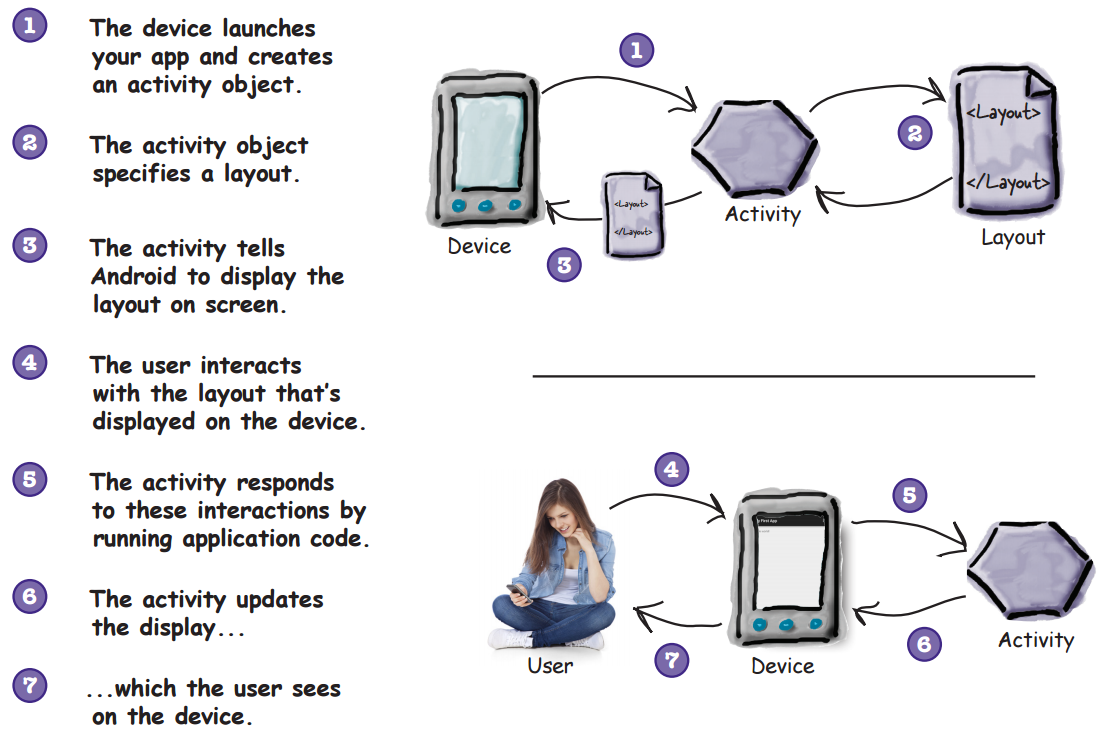 1
The device launches
your app and creates
an activity object.
2
The activity object
specifies a layout.
3
The activity tells
Android to display the
layout on screen.
4
The user interacts
with the layout that's
displayed on the device.
5
The activity responds
to these interactions by
running application code.
6
The activity updates
the display...
7
...which the user sees
on the device.
1
2
3
<Layout>
</Layout>
<Layout>
</Layout>
Device
Activity
Layout
4
5
6
7
First App
User
Device
Activity